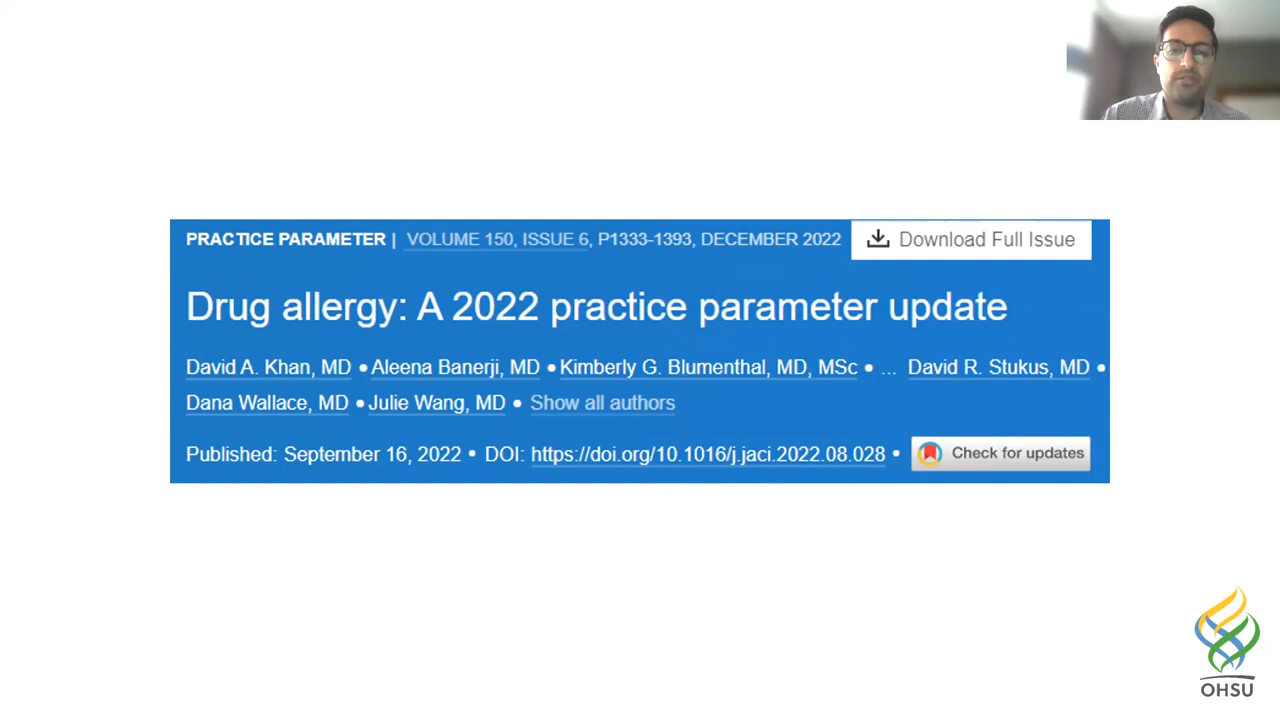 PRACTICE PARAMETER | VOLUME 150, ISSUE 6, P1333-1393, DECEMBER 2022
Download Full Issue
Drug allergy: A 2022 practice parameter update
David A. Khan, MD • Aleena Banerji, MD • Kimberly G. Blumenthal, MD, MSc • ... David R. Stukus, MD •
Dana Wallace, MD • Julie Wang, MD • Show all authors
Published: September 16, 2022 • DOI: https://doi.org/10.1016/j.jaci.2022.08.028 •
Check for updates
OHSU